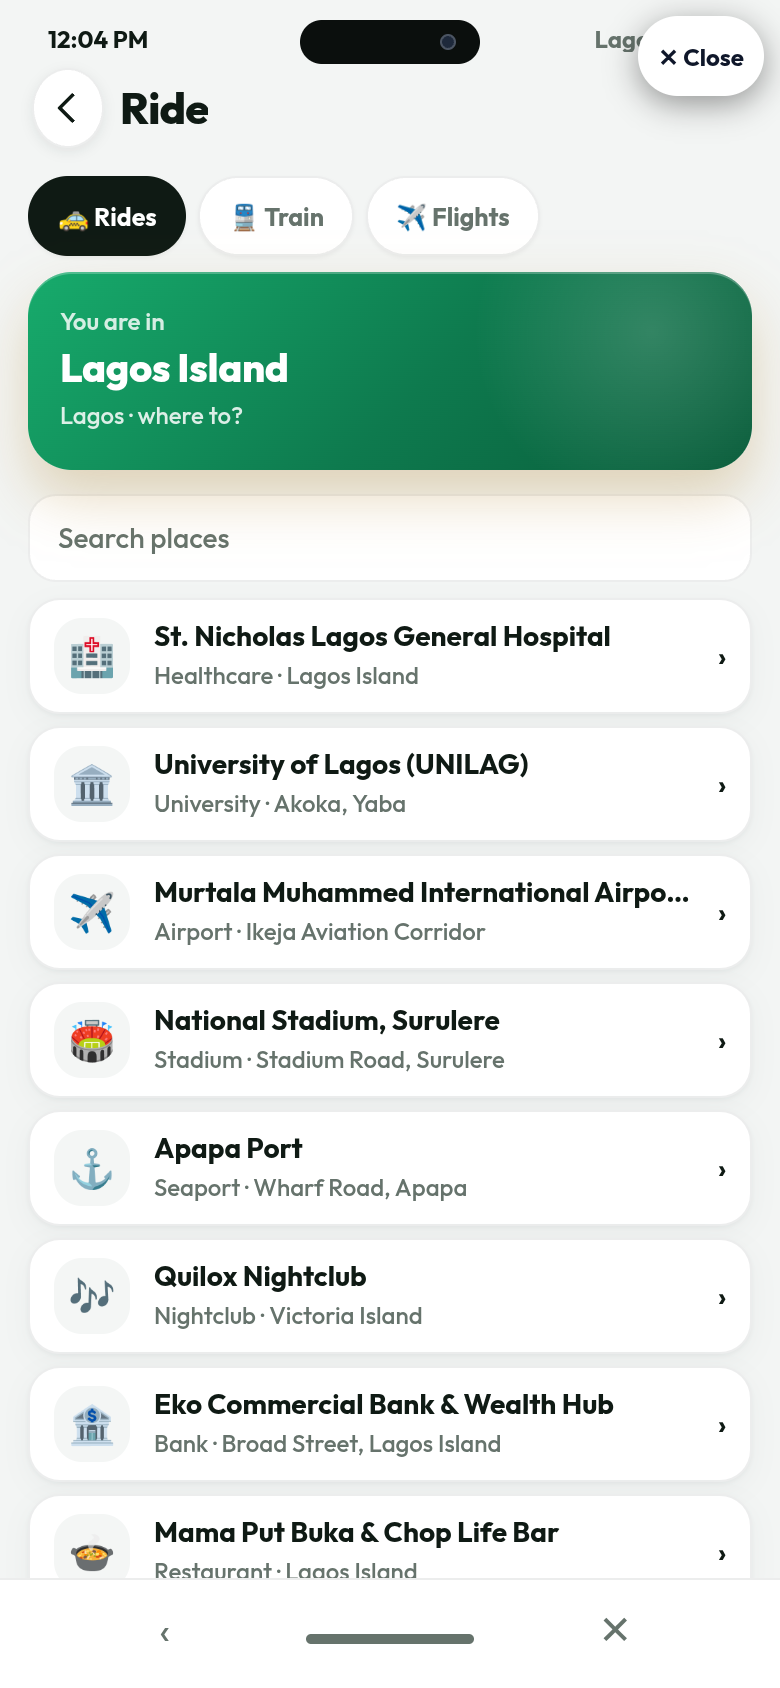 12:04 PM
✕ Close
Ride
🚕 Rides
🚆 Train
✈️ Flights
You are in
Lagos Island
Lagos · where to?
Search places
St. Nicholas Lagos General Hospital
Healthcare · Lagos Island
University of Lagos (UNILAG)
University · Akoka, Yaba
Murtala Muhammed International Airpo...
Airport · Ikeja Aviation Corridor
National Stadium, Surulere
Stadium · Stadium Road, Surulere
Apapa Port
Seaport · Wharf Road, Apapa
Quilox Nightclub
Nightclub · Victoria Island
Eko Commercial Bank & Wealth Hub
Bank · Broad Street, Lagos Island
Mama Put Buka & Chop Life Bar
Restaurant · Lagos Island